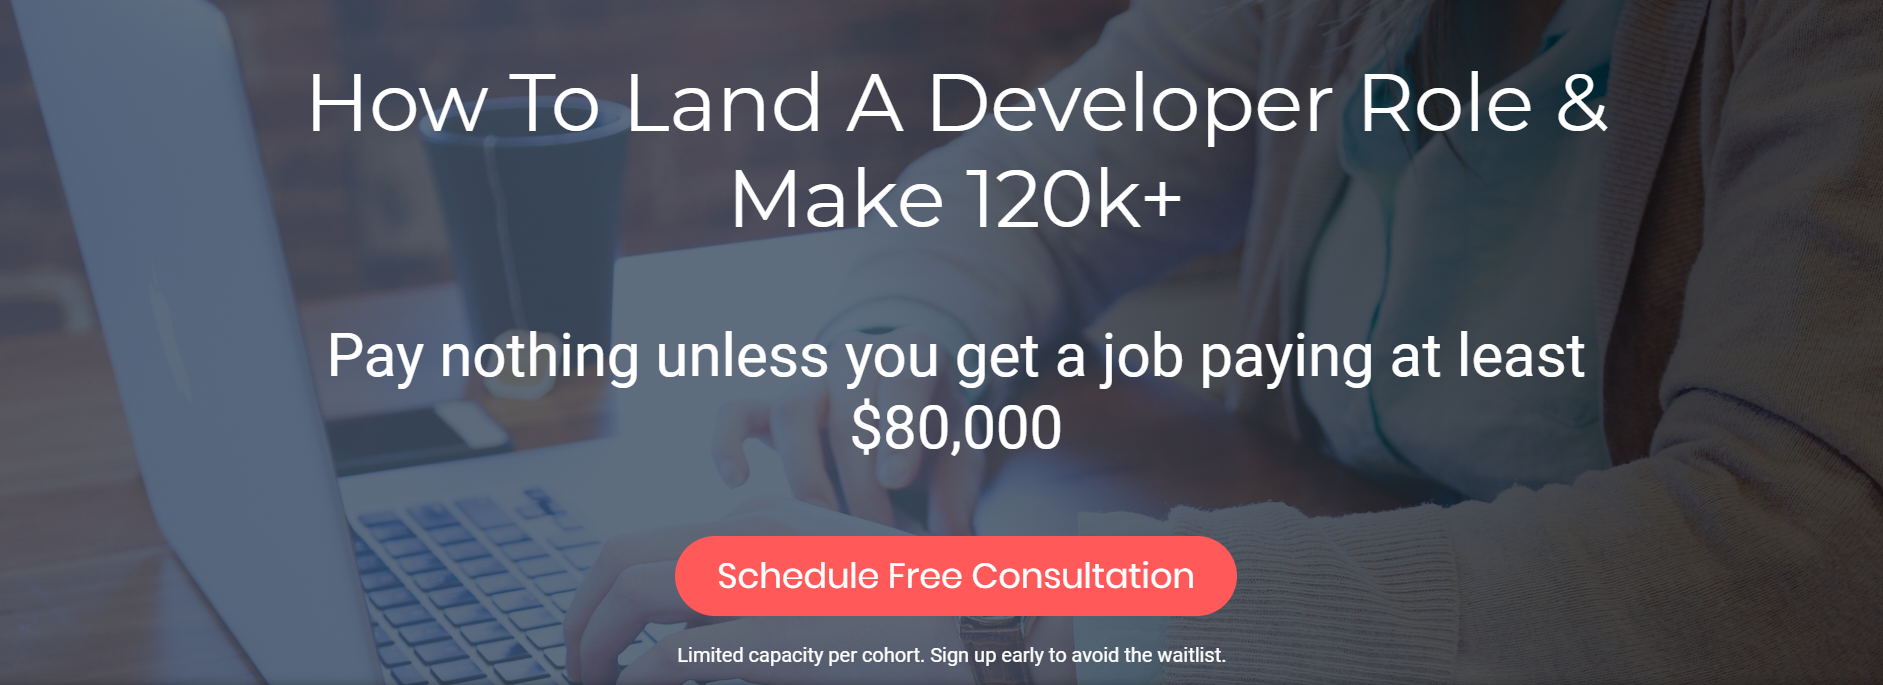 How To Land A Developer Role &
Make 120k+
Pay nothing unless you get a job paying at least
$80,000
Schedule Free Consultation
Limited capacity per cohort. Sign up early to avoid the waitlist.